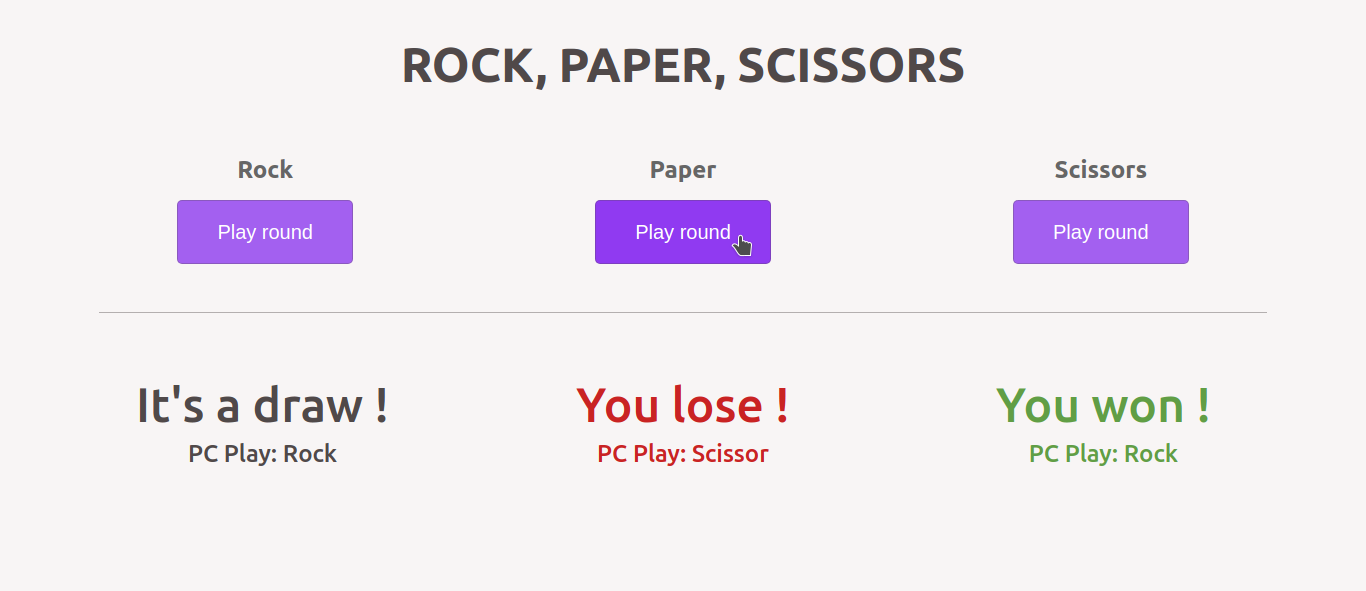 ROCK, PAPER, SCISSORS
Rock
Paper
Scissors
Play round
Play round
Play round
It's a draw !
You lose !
You won !
PC Play: Rock
PC Play: Scissor
PC Play: Rock